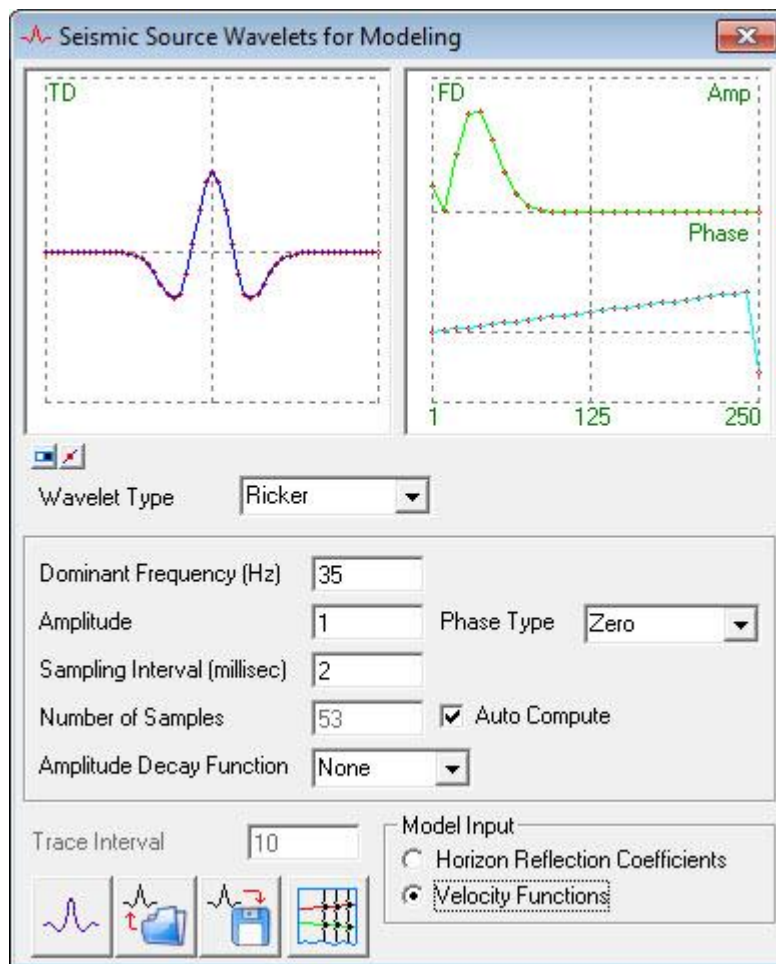 Seismic Source Wavelets for Modeling
TD
FD Amp
Phase
1 125 250
Wavelet Type Ricker
Dominant Frequency (Hz) 35
Amplitude 1 Phase Type Zero
Sampling Interval (millisec) 2
Number of Samples 53 Auto Compute
Amplitude Decay Function None
Trace Interval 10
Model Input
Horizon Reflection Coefficients
Velocity Functions